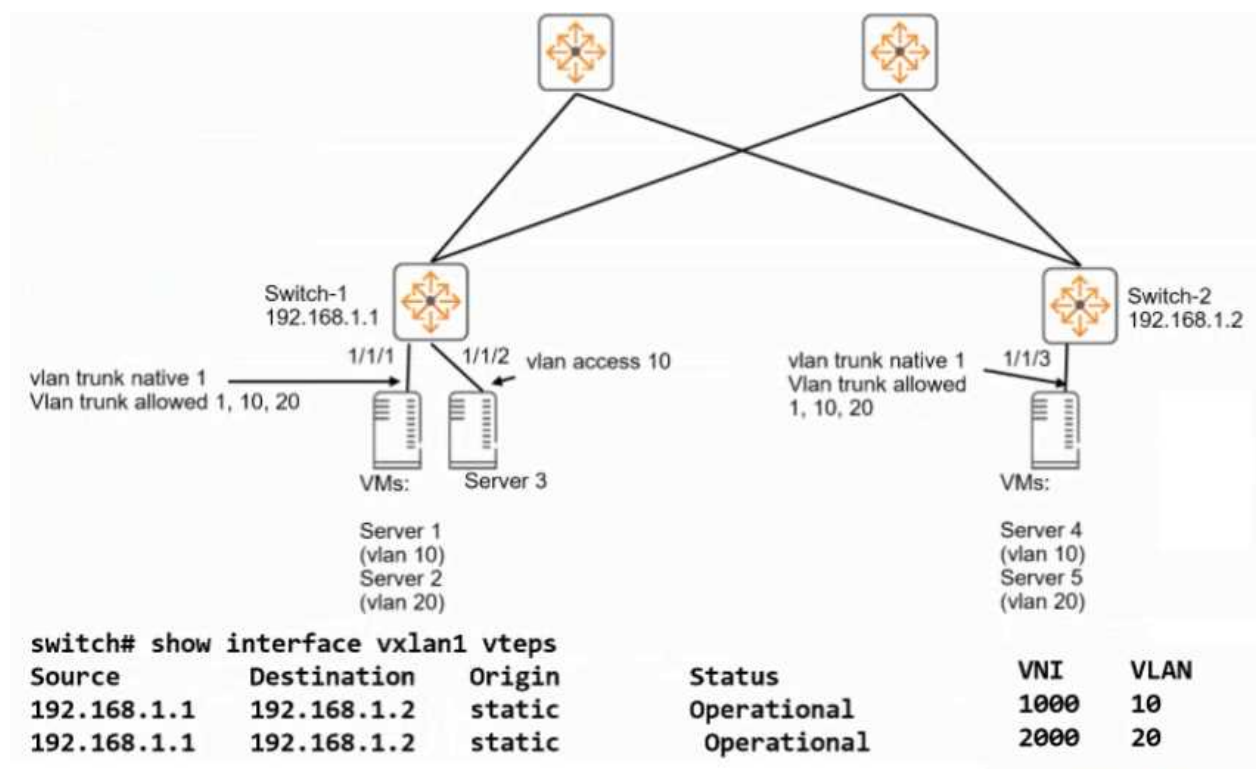 Switch-1
192.168.1.1
Switch-2
192.168.1.2
1/1/1
1/1/2
vlan access 10
vlan trunk native 1
Vlan trunk allowed 1, 10, 20
vlan trunk native 1
Vlan trunk allowed
1, 10, 20
1/1/3
VMs:
Server 1
(vlan 10)
Server 2
(vlan 20)
Server 3
VMs:
Server 4
(vlan 10)
Server 5
(vlan 20)
switch# show interface vxlan1 vteps
Source Destination Origin Status VNI VLAN
192.168.1.1 192.168.1.2 static Operational 1000 10
192.168.1.1 192.168.1.2 static Operational 2000 20